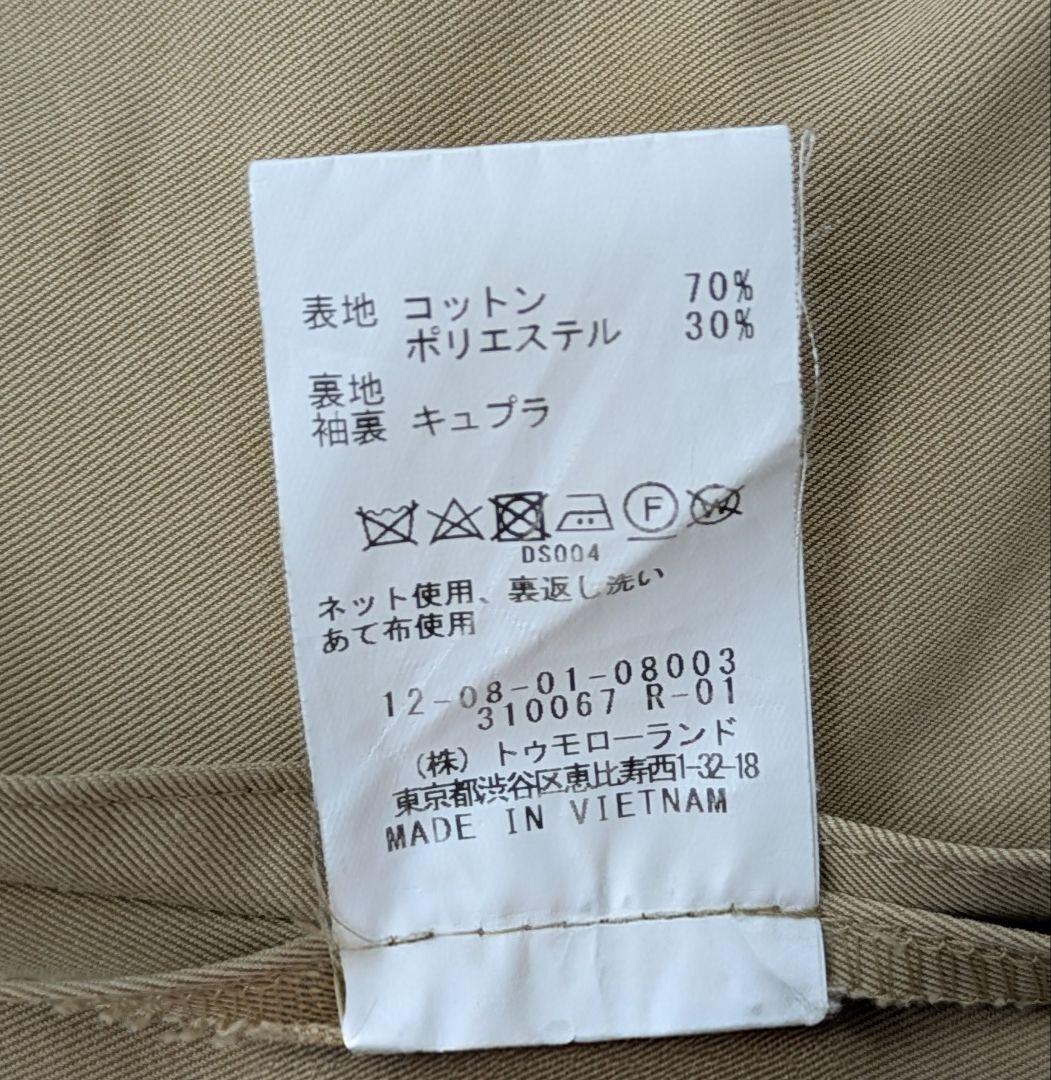 表地 コットン 70%
ポリエステル 30%
裏地
袖裏 キュプラ
F W
DS004
ネット使用、裏返し洗い
あて布使用
12-08-01-08003
310067 R-01
(株) トゥモローランド
東京都渋谷区恵比寿西1-32-18
MADE IN VIETNAM